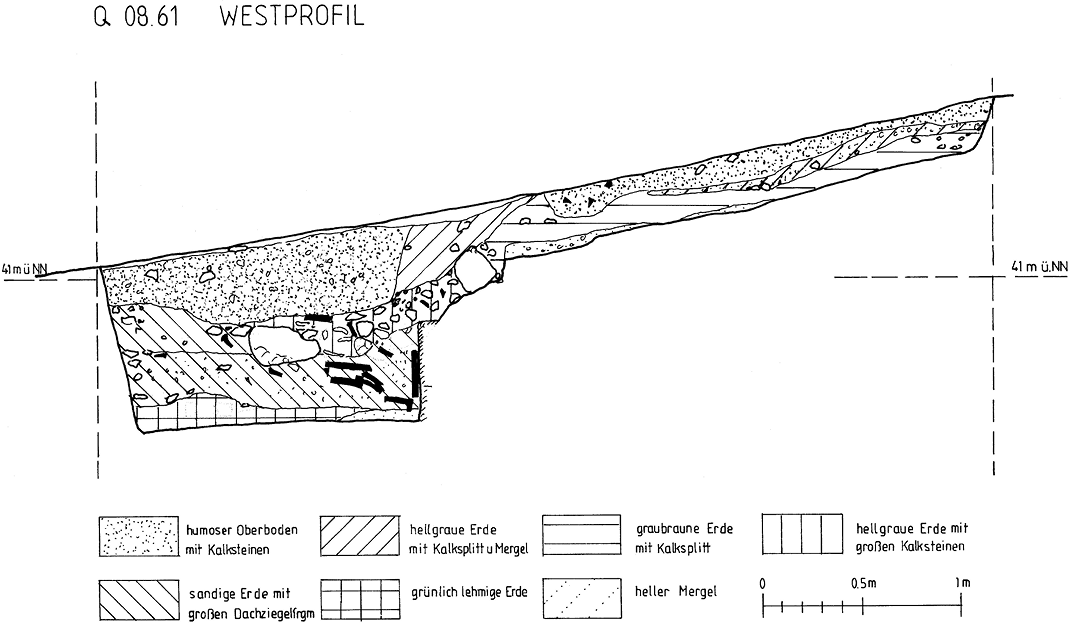 Q 08.61 WESTPROFIL
41m ü NN
41 m ü.NN
humoser Oberboden
mit Kalksteinen
hellgraue Erde
mit Kalksplitt u Mergel
graubraune Erde
mit Kalksplitt
hellgraue Erde mit
großen Kalksteinen
sandige Erde mit
großen Dachziegelfrgm
grünlich lehmige Erde
heller Mergel
0 0.5m 1m